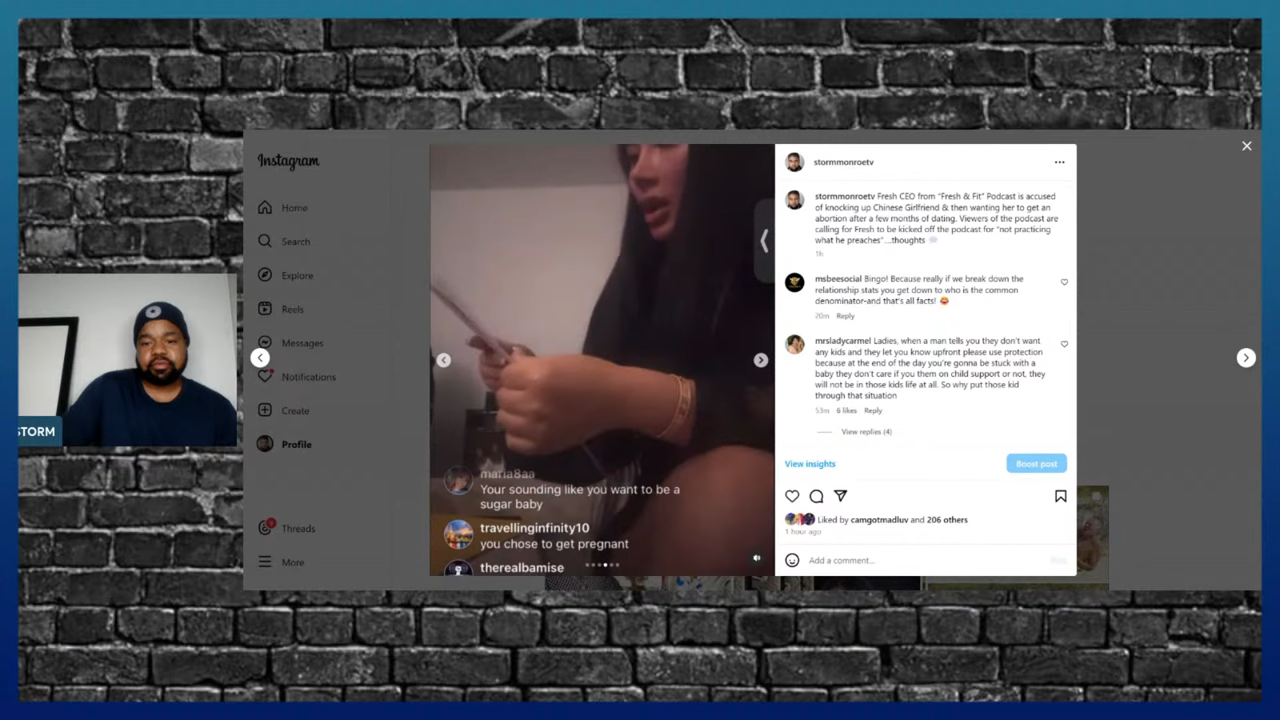 Instagram
Home
Search
Explore
Reels
Messages
Notifications
Create
Profile
Threads
More
STORM
maria8aa
Your sounding like you want to be a
sugar baby
travellinginfinity10
you chose to get pregnant
therealbamise
stormmonroetv
stormmonroetv Fresh CEO from "Fresh & Fit" Podcast is accused
of knocking up Chinese Girlfriend & then wanting her to get an
abortion after a few months of dating. Viewers of the podcast are
calling for Fresh to be kicked off the podcast for "not practicing
what he preaches"...thoughts
1h
msbeesocial Bingo! Because really if we break down the
relationship stats you get down to who is the common
denominator-and that's all facts!
20m Reply
mrsladycarmel Ladies, when a man tells you they don't want
any kids and they let you know upfront please use protection
because at the end of the day you're gonna be stuck with a
baby they don't care if you them on child support or not, they
will not be in those kids life at all. So why put those kid
through that situation
53m 6 likes Reply
View replies (4)
View insights
Boost post
Liked by camgotmadluv and 206 others
1 hour ago
Add a comment...